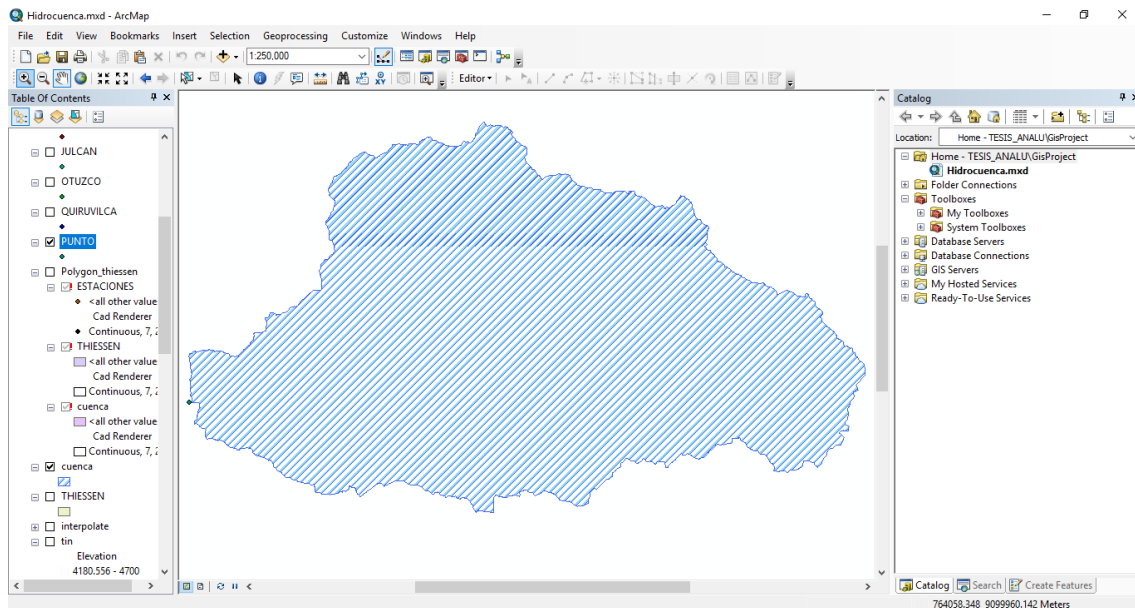 Hidrocuenca.mxd - ArcMap
File Edit View Bookmarks Insert Selection Geoprocessing Customize Windows Help
1:250,000
Editor
Table Of Contents
JULCAN
OTUZCO
QUIRUVILCA
PUNTO
Polygon_thiessen
ESTACIONES
<all other value
Cad Renderer
Continuous, 7, 2
THIESSEN
<all other value
Cad Renderer
Continuous, 7, 2
cuenca
<all other value
Cad Renderer
Continuous, 7, 2
cuenca
THIESSEN
interpolate
tin
Elevation
4180.556 - 4700
Catalog
Location: Home - TESIS_ANALU\GisProject
Home - TESIS_ANALU\GisProject
Hidrocuenca.mxd
Folder Connections
Toolboxes
My Toolboxes
System Toolboxes
Database Servers
Database Connections
GIS Servers
My Hosted Services
Ready-To-Use Services
Catalog Search Create Features
764058.348 9099960.142 Meters